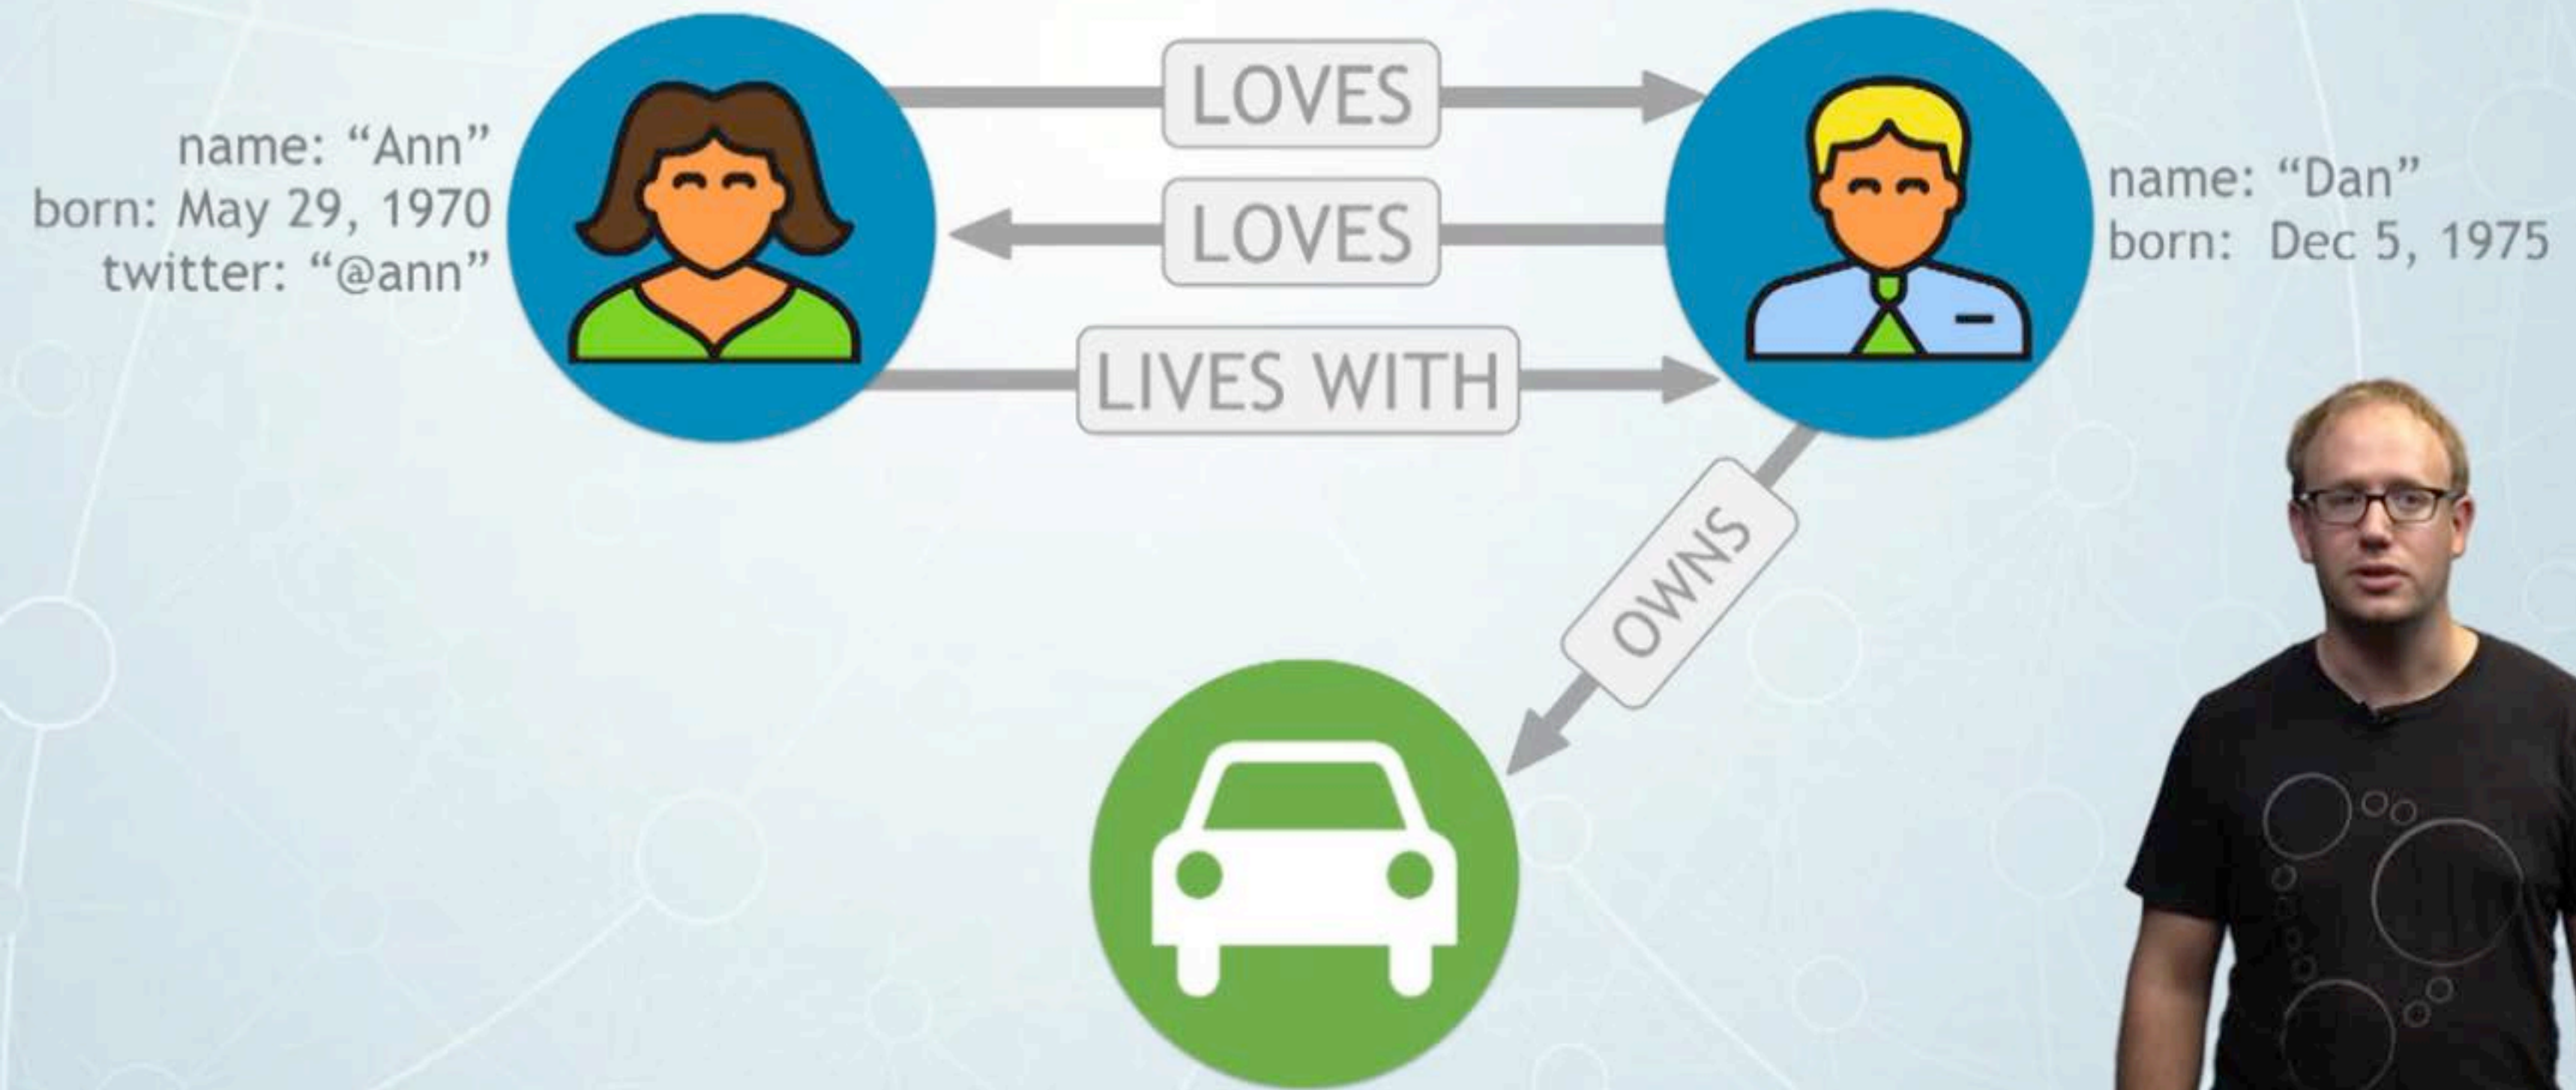 name: “Ann”
born: May 29, 1970
twitter: “@ann”
LOVES
LOVES
LIVES WITH
name: “Dan”
born: Dec 5, 1975
OWNS